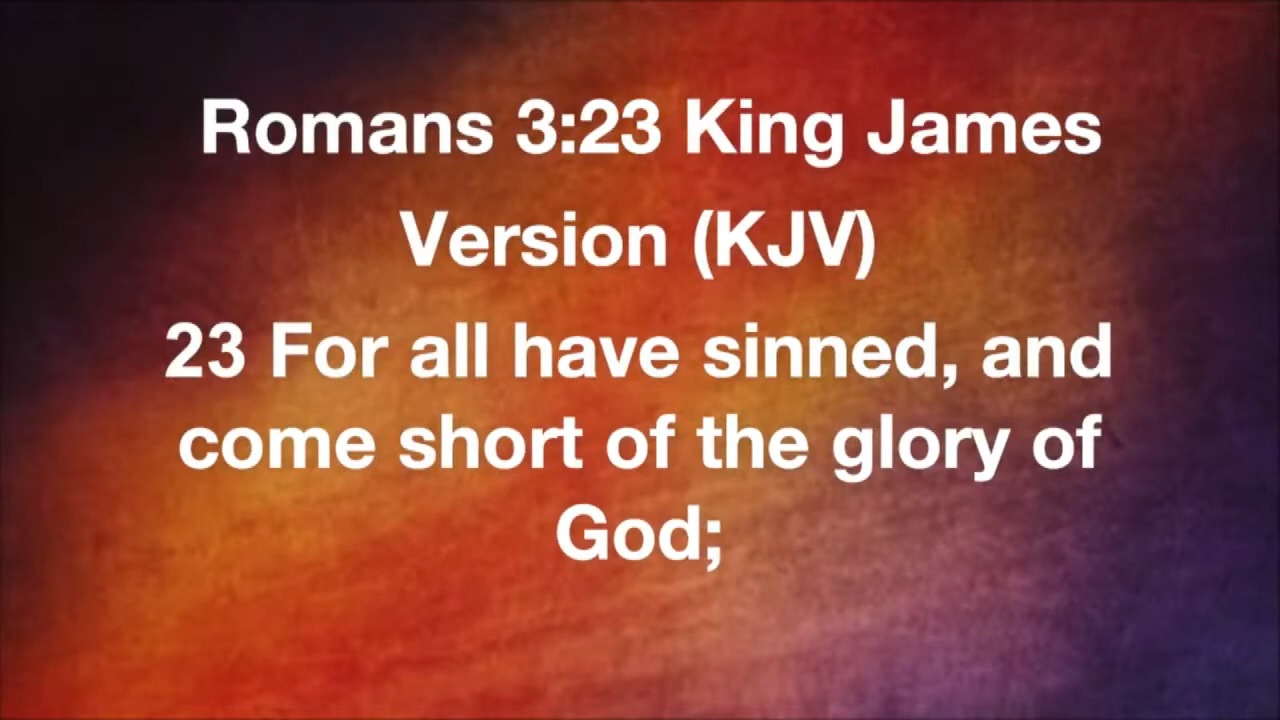 Romans 3:23 King James
Version (KJV)
23 For all have sinned, and
come short of the glory of
God;